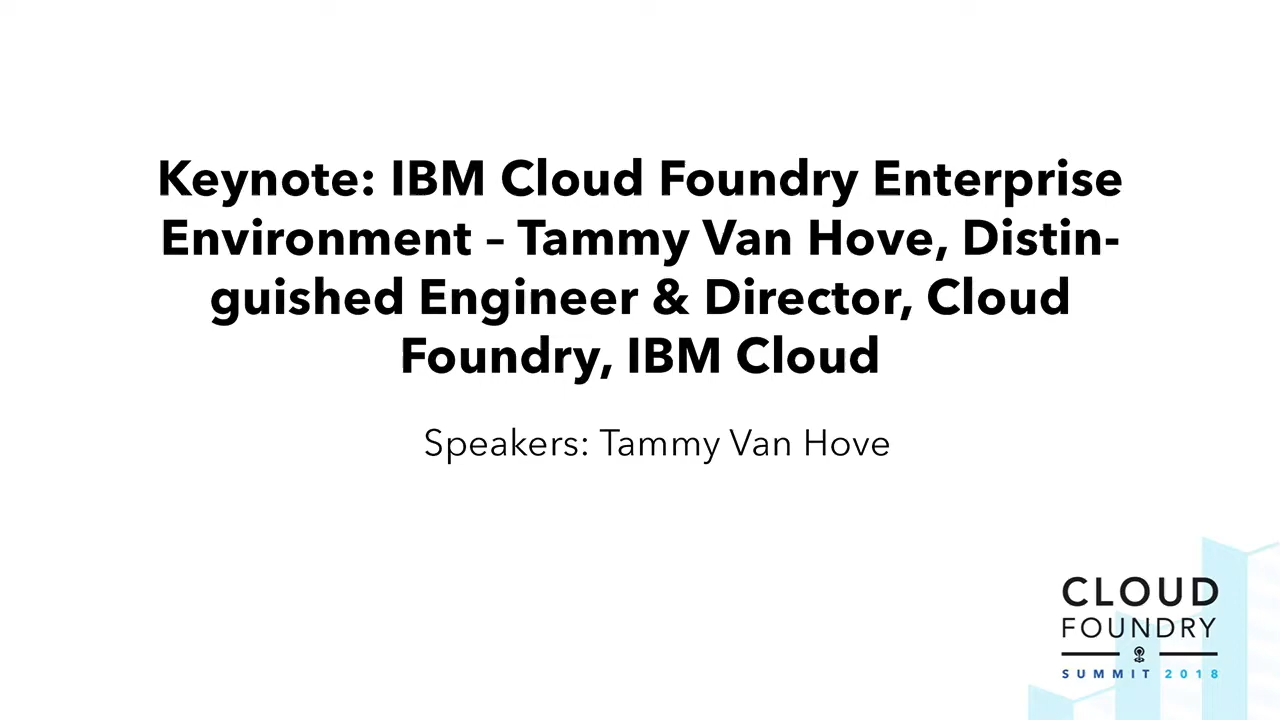 Keynote: IBM Cloud Foundry Enterprise
Environment – Tammy Van Hove, Distin-
guished Engineer & Director, Cloud
Foundry, IBM Cloud
Speakers: Tammy Van Hove
CLOUD
FOUNDRY
SUMMIT 2018